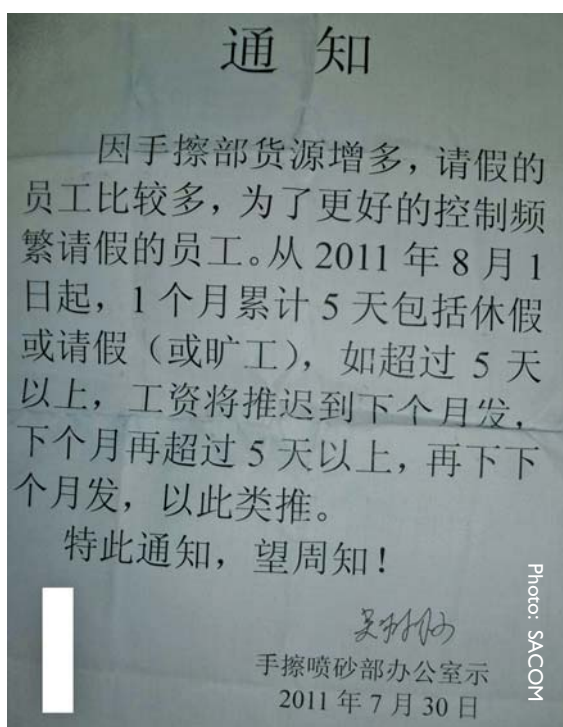 通 知
因手擦部货源增多，请假的
员工比较多，为了更好的控制频
繁请假的员工。从 2011 年 8 月 1
日起，1 个月累计 5 天包括休假
或请假（或旷工），如超过 5 天
以上，工资将推迟到下个月发，
下个月再超过 5 天以上，再下下
个月发，以此类推。
特此通知，望周知！
手擦喷砂部办公室示
2011 年 7 月 30 日
Photo: SACOM